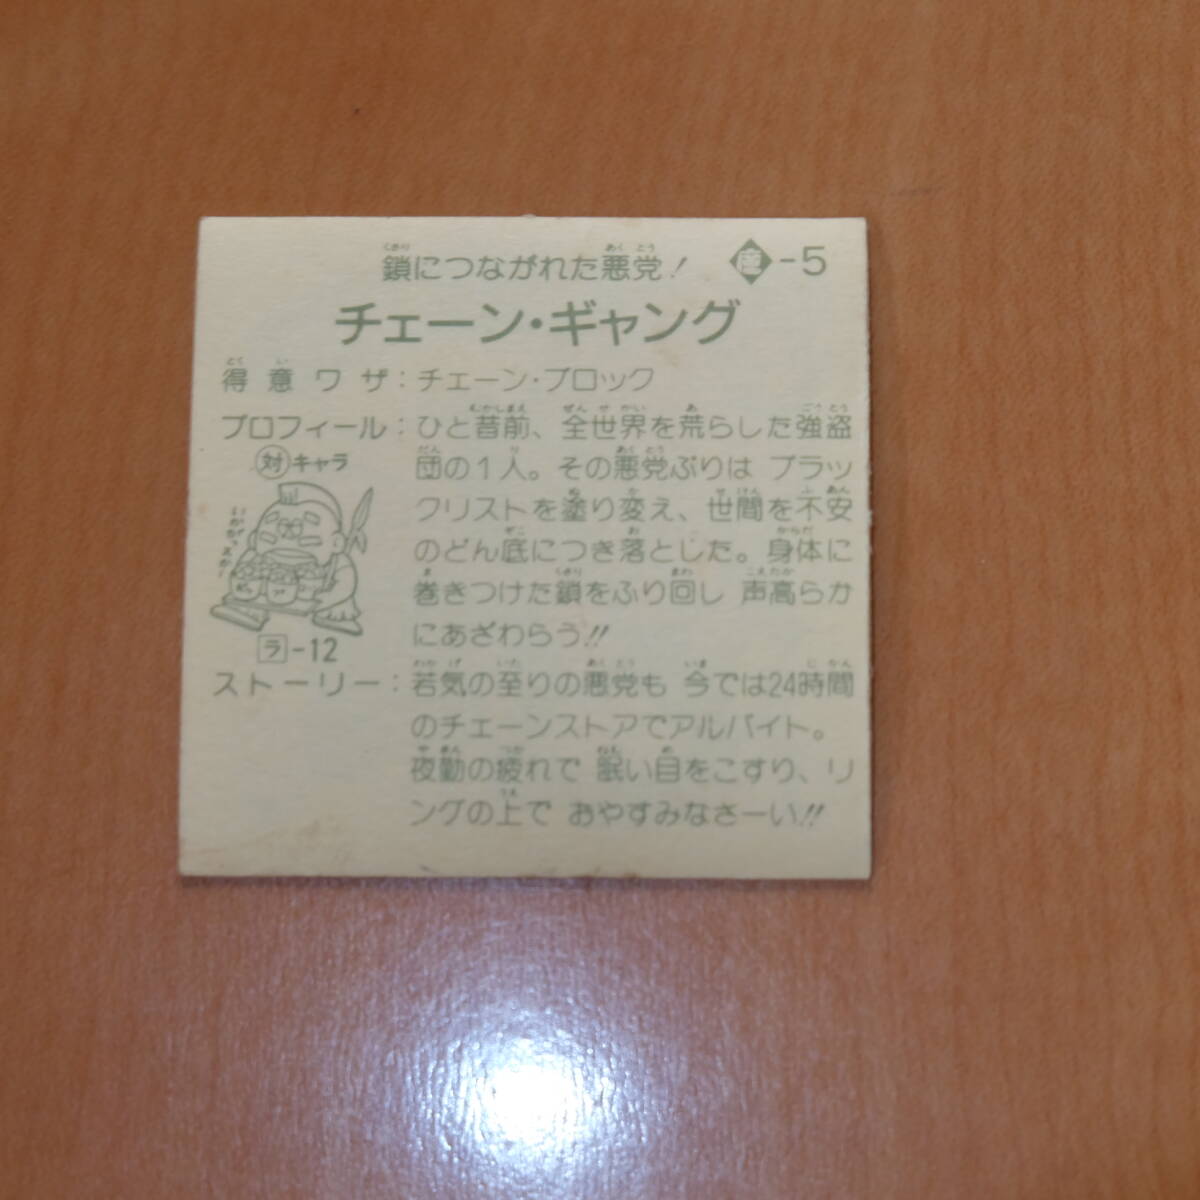 鎖につながれた悪党！
-5
チェーン・ギャング
得意ワザ：チェーン・ブロック
プロフィール：ひと昔前、全世界を荒らした強盗
団の1人。その悪党ぶりは ブラッ
クリストを塗り変え、世間を不安
のどん底につき落とした。身体に
巻きつけた鎖をふり回し 声高らか
にあざわらう!!
対キャラ
ラ-12
ストーリー：若気の至りの悪党も 今では24時間
のチェーンストアでアルバイト。
夜勤の疲れで 眠い目をこすり、リ
ングの上で おやすみなさーい!!